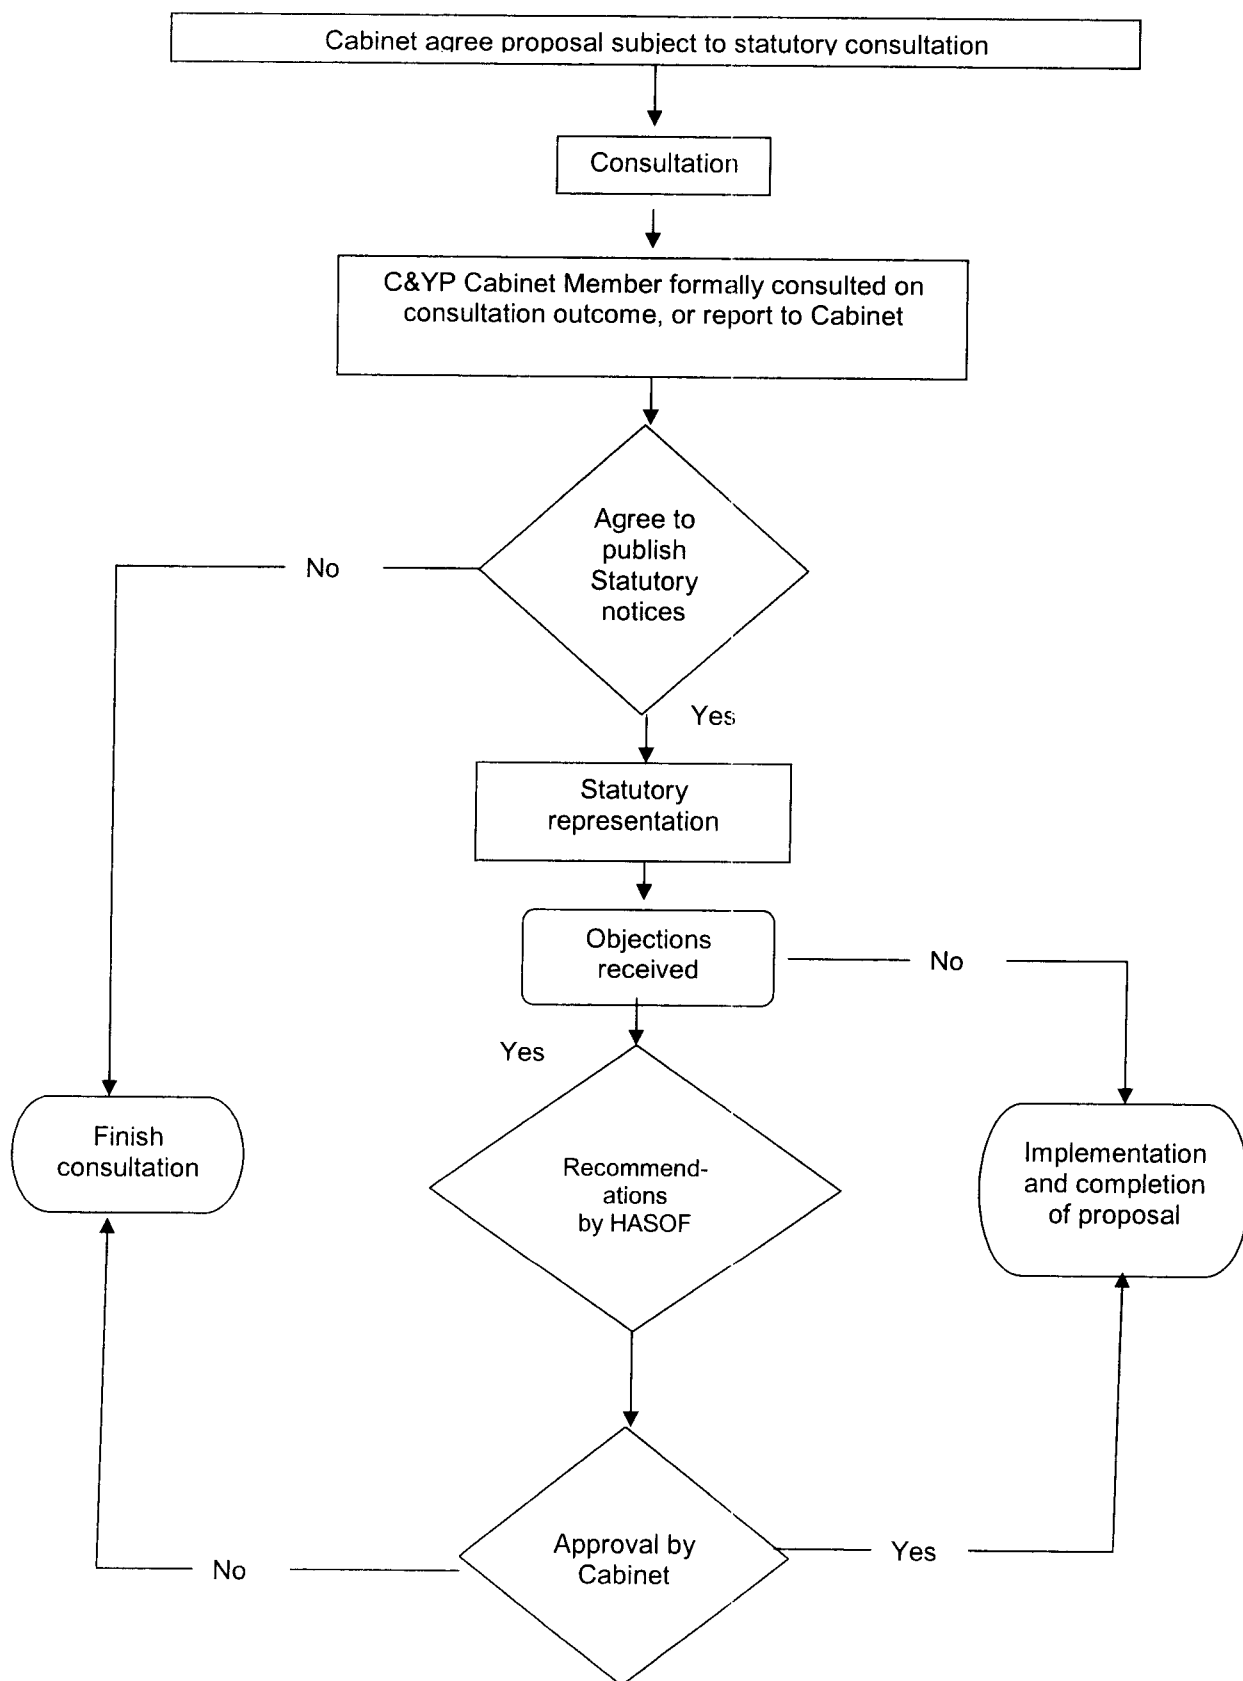 Cabinet agree proposal subject to statutory consultation
Consultation
C&YP Cabinet Member formally consulted on
consultation outcome, or report to Cabinet
Agree to
publish
Statutory
notices
No
Yes
Statutory
representation
Objections
received
No
Yes
Finish
consultation
Recommend-
ations
by HASOF
Implementation
and completion
of proposal
Approval by
Cabinet
No
Yes